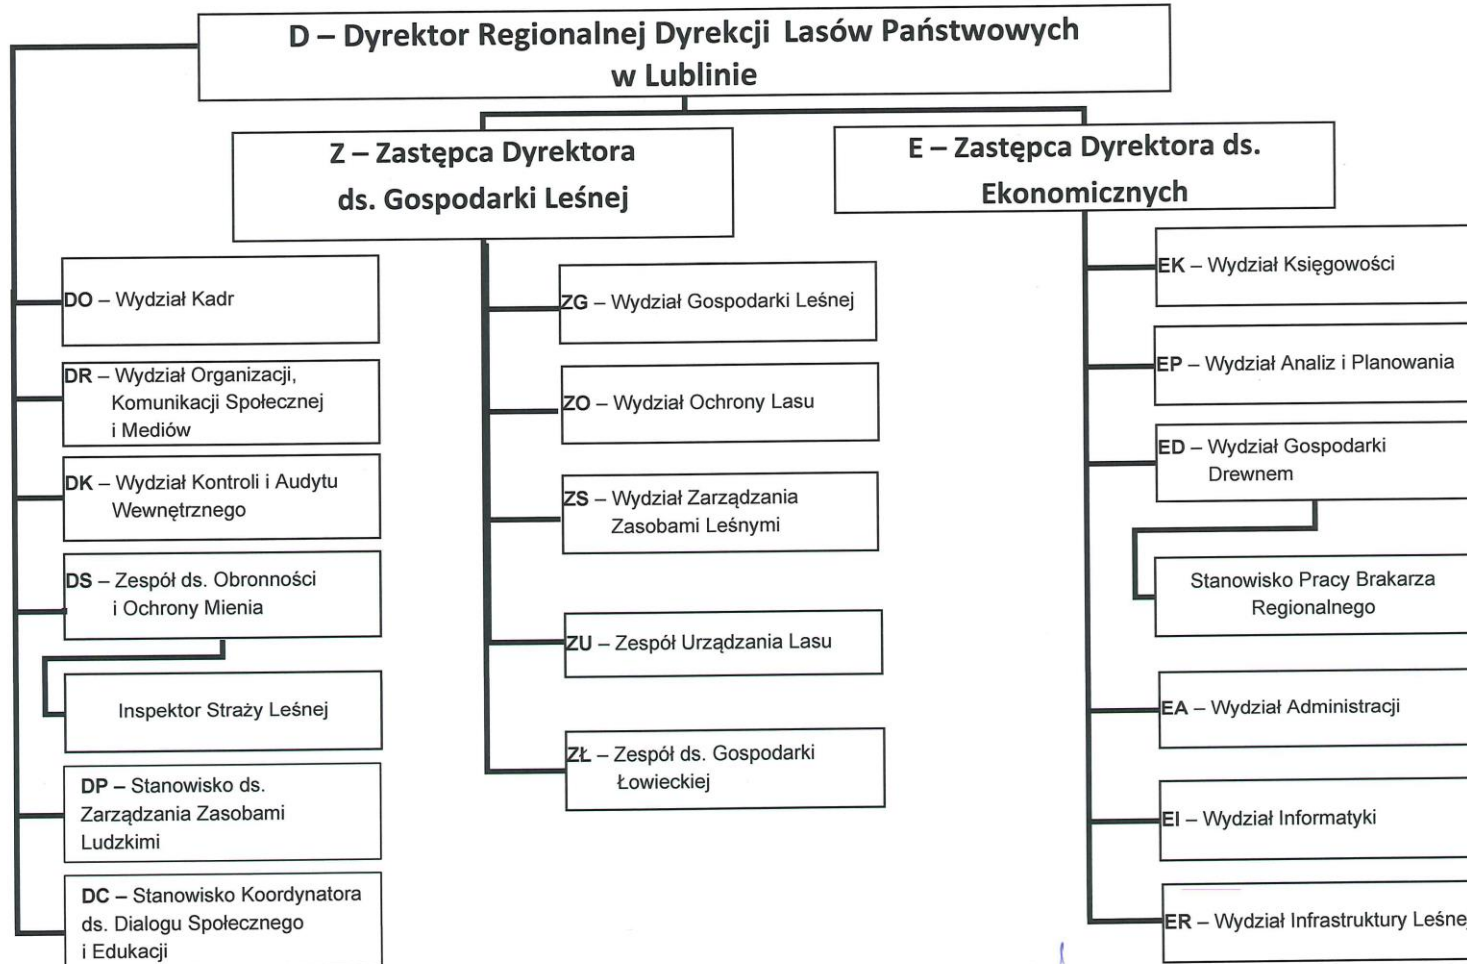 D – Dyrektor Regionalnej Dyrekcji Lasów Państwowych
w Lublinie
Z – Zastępca Dyrektora
ds. Gospodarki Leśnej
E – Zastępca Dyrektora ds.
Ekonomicznych
DO – Wydział Kadr
DR – Wydział Organizacji,
Komunikacji Społecznej
i Mediów
DK – Wydział Kontroli i Audytu
Wewnętrznego
DS – Zespół ds. Obronności
i Ochrony Mienia
Inspektor Straży Leśnej
DP – Stanowisko ds.
Zarządzania Zasobami
Ludzkimi
DC – Stanowisko Koordynatora
ds. Dialogu Społecznego
i Edukacji
ZG – Wydział Gospodarki Leśnej
ZO – Wydział Ochrony Lasu
ZS – Wydział Zarządzania
Zasobami Leśnymi
ZU – Zespół Urządzania Lasu
ZŁ – Zespół ds. Gospodarki
Łowieckiej
EK – Wydział Księgowości
EP – Wydział Analiz i Planowania
ED – Wydział Gospodarki
Drewnem
Stanowisko Pracy Brakarza
Regionalnego
EA – Wydział Administracji
EI – Wydział Informatyki
ER – Wydział Infrastruktury Leśnej